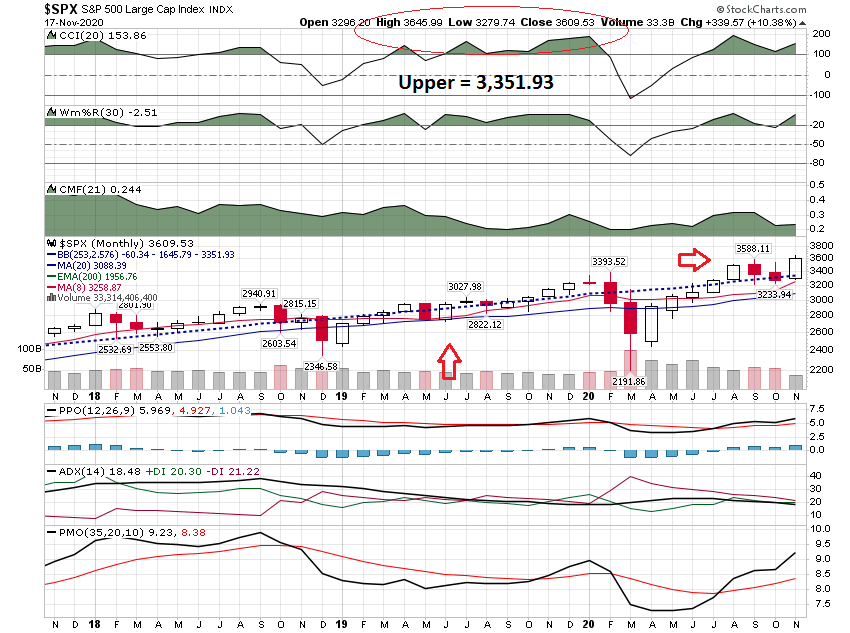 $SPX S&P 500 Large Cap Index INDX © StockCharts.com
17-Nov-2020 Open 3296.20 High 3645.99 Low 3279.74 Close 3609.53 Volume 33.3B Chg +339.57 (+10.38%)
CCI(20) 153.86
200
100
0
-100
Upper = 3,351.93
Wm%R(30) -2.51
-20
-50
-80
CMF(21) 0.244
0.5
0.4
0.3
0.2
$SPX (Monthly) 3609.53
BB(253,2.576) -60.34 - 1645.79 - 3351.93
MA(20) 3088.39
EMA(200) 1956.76
MA(8) 3258.87
Volume 33,314,406,400
3800
3600
3400
3200
3000
2800
2600
2400
2200
100B
50B
2801.90
2532.69
2553.80
2940.91
2603.54
2815.15
2346.58
3027.98
2822.12
3393.52
2191.86
3588.11
3233.94
N D 18 F M A M J J A S O N D 19 F M A M J J A S O N D 20 F M A M J J A S O N
PPO(12,26,9) 5.969, 4.927, 1.043
7.5
5.0
2.5
0.0
ADX(14) 18.48 +DI 20.30 -DI 21.22
40
30
20
10
PMO(35,20,10) 9.23, 8.38
10.0
9.5
9.0
8.5
8.0
7.5
N D 18 F M A M J J A S O N D 19 F M A M J J A S O N D 20 F M A M J J A S O N